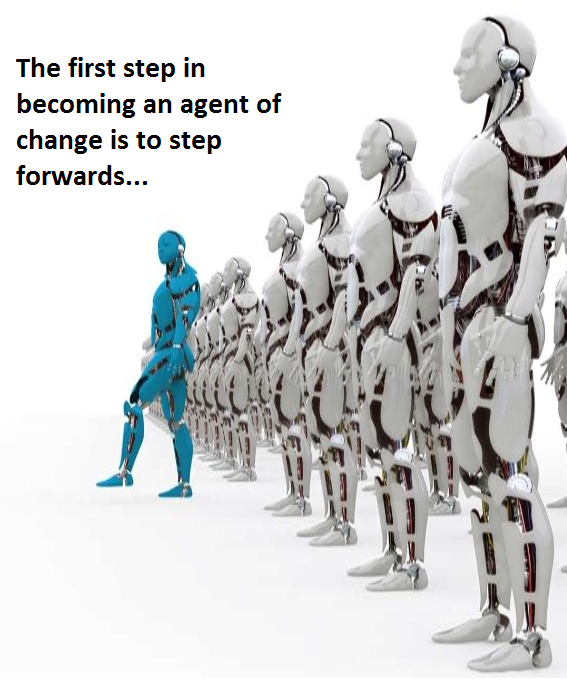 The first step in
becoming an agent of
change is to step
forwards...